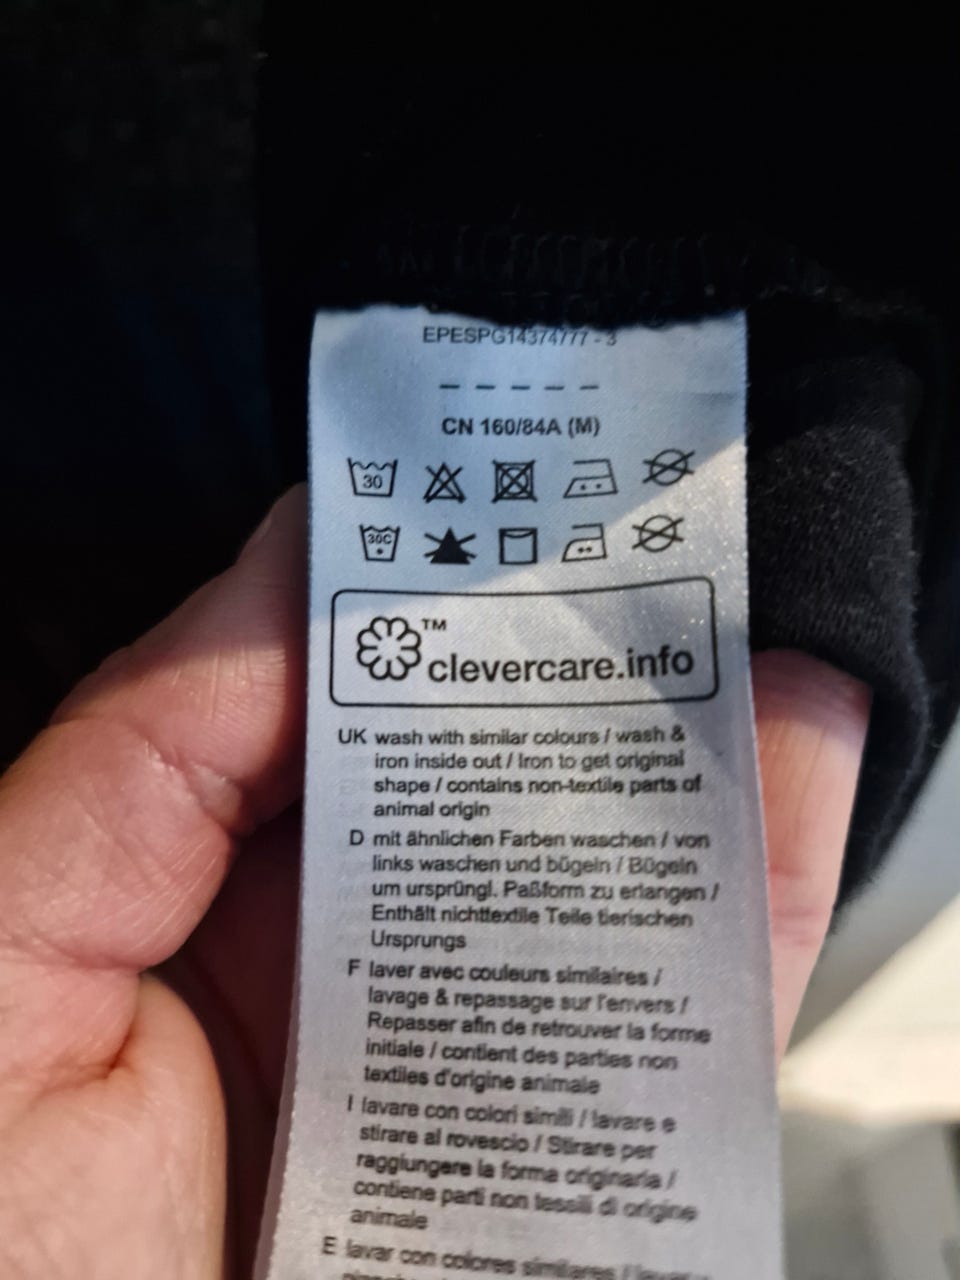 EPESPG14374777 - 3
– – – – –
CN 160/84A (M)
30
30C
™
clevercare.info
UK wash with similar colours / wash &
iron inside out / Iron to get original
shape / contains non-textile parts of
animal origin
D mit ähnlichen Farben waschen / von
links waschen und bügeln / Bügeln
um ursprüngl. Paßform zu erlangen /
Enthält nichttextile Teile tierischen
Ursprungs
F laver avec couleurs similaires /
lavage & repassage sur l'envers /
Repasser afin de retrouver la forme
initiale / contient des parties non
textiles d'origine animale
I lavare con colori simili / lavare e
stirare al rovescio / Stirare per
raggiungere la forma originaria /
contiene parti non tessili di origine
animale
E lavar con colores similares /